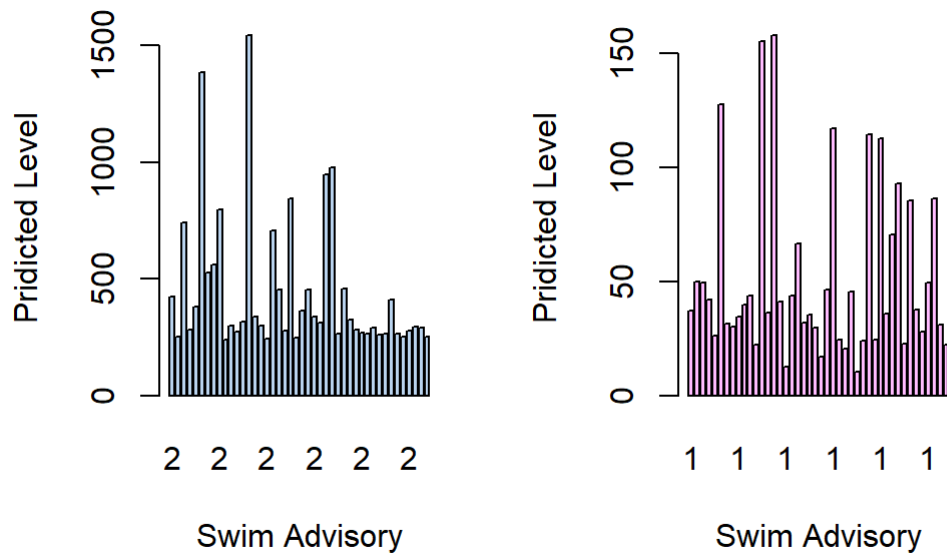 Pridicted Level
1500
1000
500
0
2 2 2 2 2 2
Swim Advisory
Pridicted Level
150
100
50
0
1 1 1 1 1 1
Swim Advisory